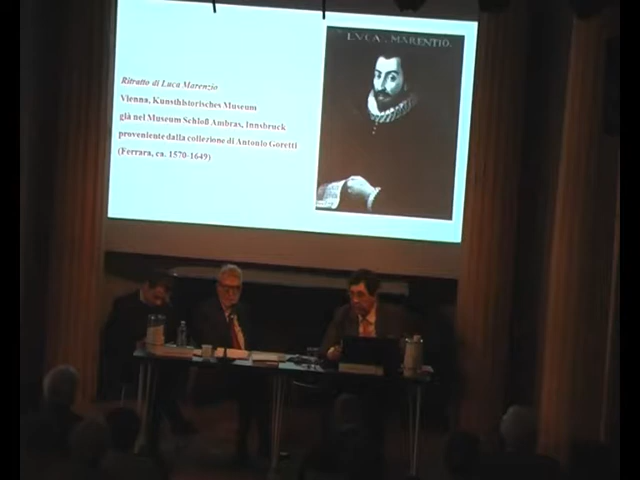 LVCA · MARENTIO.
Ritratto di Luca Marenzio
Vienna, Kunsthistorisches Museum
già nel Museum Schloß Ambras, Innsbruck
proveniente dalla collezione di Antonio Goretti
(Ferrara, ca. 1570-1649)